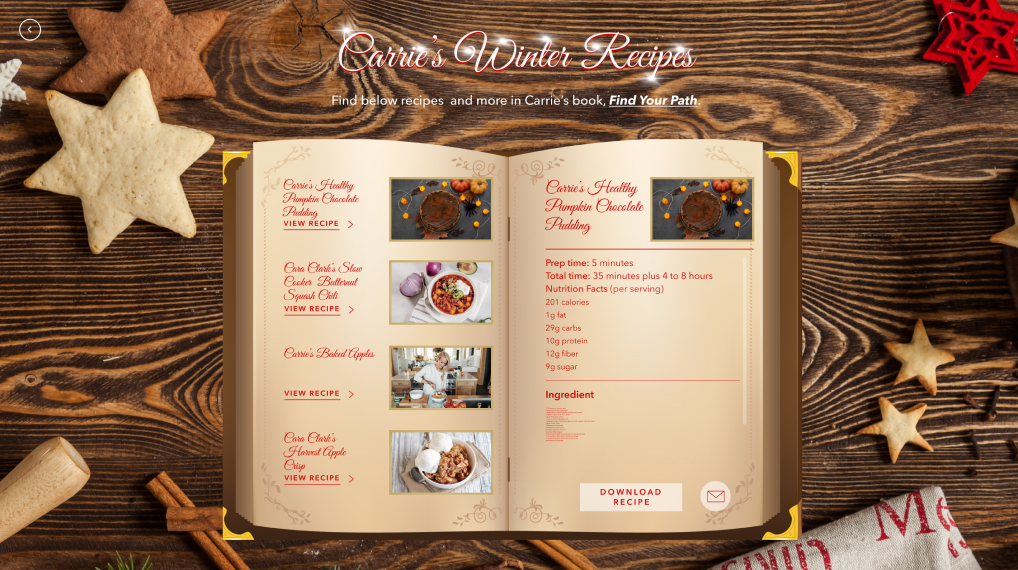 Carrie's Winter Recipes
Find below recipes and more in Carrie's book, Find Your Path.
Carrie's Healthy
Pumpkin Chocolate
Pudding
VIEW RECIPE
Cara Clark's Slow
Cooker Butternut
Squash Chili
VIEW RECIPE
Carrie's Baked Apples
VIEW RECIPE
Cara Clark's
Harvest Apple
Crisp
VIEW RECIPE
Carrie's Healthy
Pumpkin Chocolate
Pudding
Prep time: 5 minutes
Total time: 35 minutes plus 4 to 8 hours
Nutrition Facts (per serving)
201 calories
1g fat
29g carbs
10g protein
12g fiber
9g sugar
Ingredient
DOWNLOAD
RECIPE